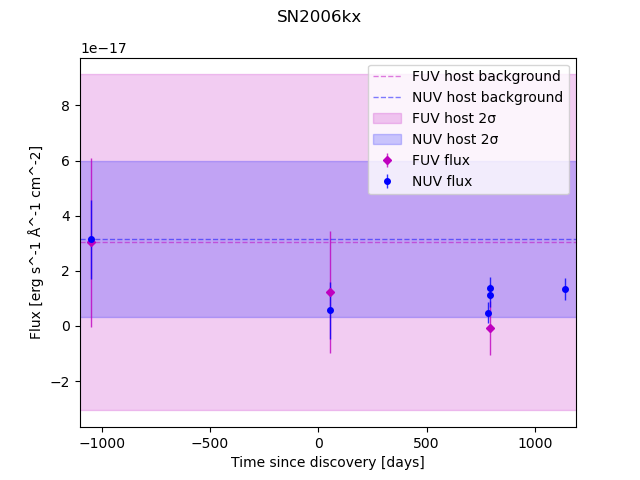 SN2006kx
1e−17
FUV host background
NUV host background
FUV host 2σ
NUV host 2σ
FUV flux
NUV flux
8
6
4
2
0
−2
Flux [erg s^-1 Å^-1 cm^-2]
−1000
−500
0
500
1000
Time since discovery [days]